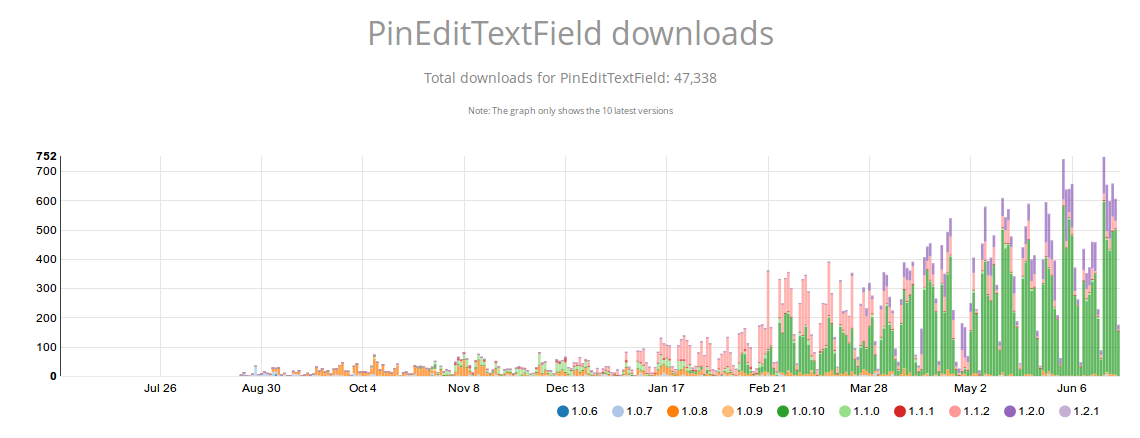 PinEditTextField downloads
Total downloads for PinEditTextField: 47,338
Note: The graph only shows the 10 latest versions
752
700
600
500
400
300
200
100
0
Jul 26 Aug 30 Oct 4 Nov 8 Dec 13 Jan 17 Feb 21 Mar 28 May 2 Jun 6
1.0.6 1.0.7 1.0.8 1.0.9 1.0.10 1.1.0 1.1.1 1.1.2 1.2.0 1.2.1